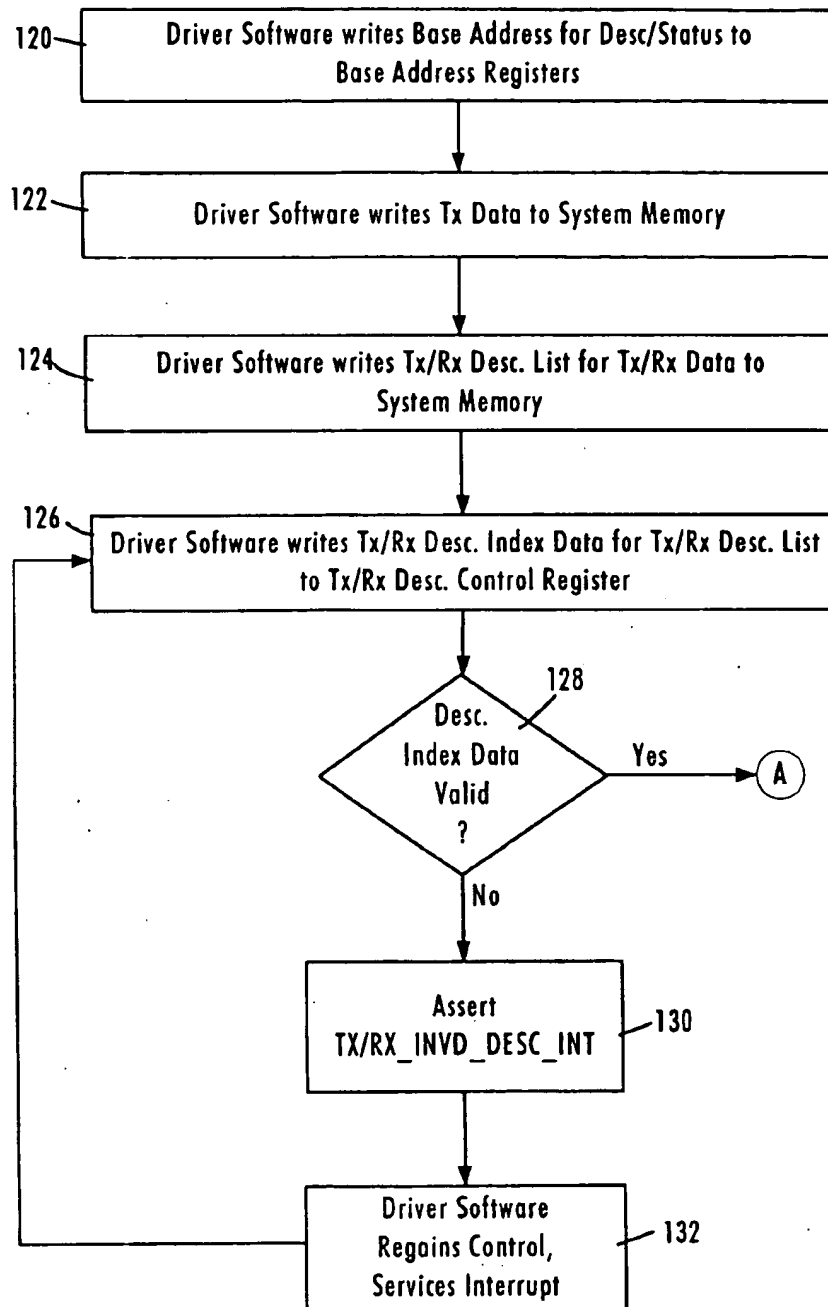 120
Driver Software writes Base Address for Desc/Status to
Base Address Registers
122
Driver Software writes Tx Data to System Memory
124
Driver Software writes Tx/Rx Desc. List for Tx/Rx Data to
System Memory
126
Driver Software writes Tx/Rx Desc. Index Data for Tx/Rx Desc. List
to Tx/Rx Desc. Control Register
128
Desc.
Index Data
Valid
?
Yes
A
No
Assert
TX/RX_INVD_DESC_INT
130
Driver Software
Regains Control,
Services Interrupt
132